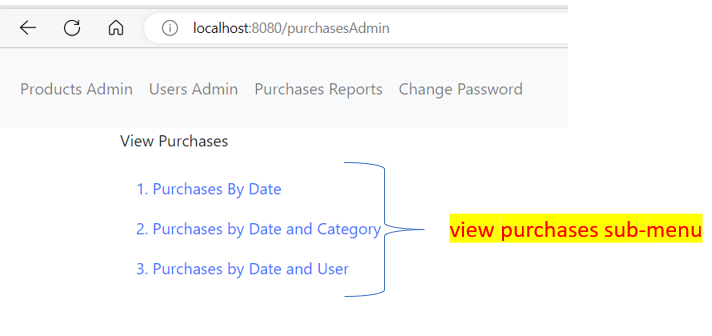 localhost:8080/purchasesAdmin
Products Admin Users Admin Purchases Reports Change Password
View Purchases
1. Purchases By Date
2. Purchases by Date and Category
view purchases sub-menu
3. Purchases by Date and User